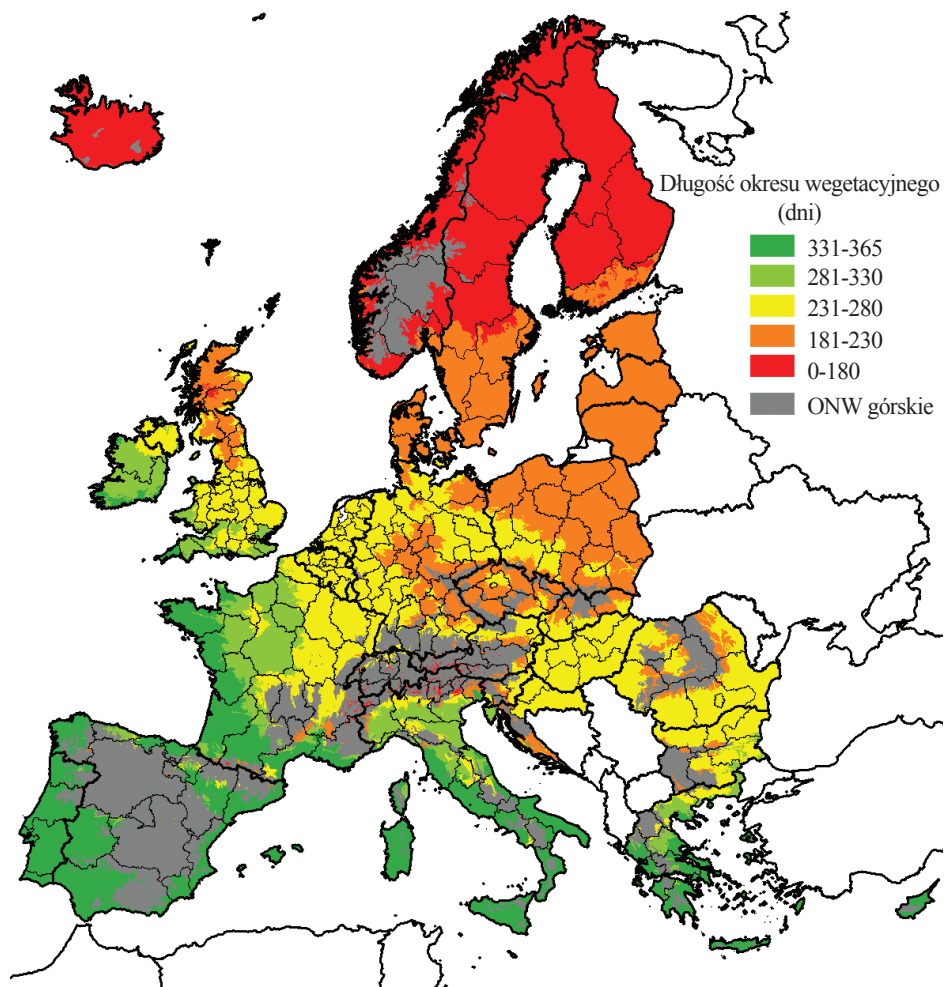 Długość okresu wegetacyjnego
(dni)
331-365
281-330
231-280
181-230
0-180
ONW górskie